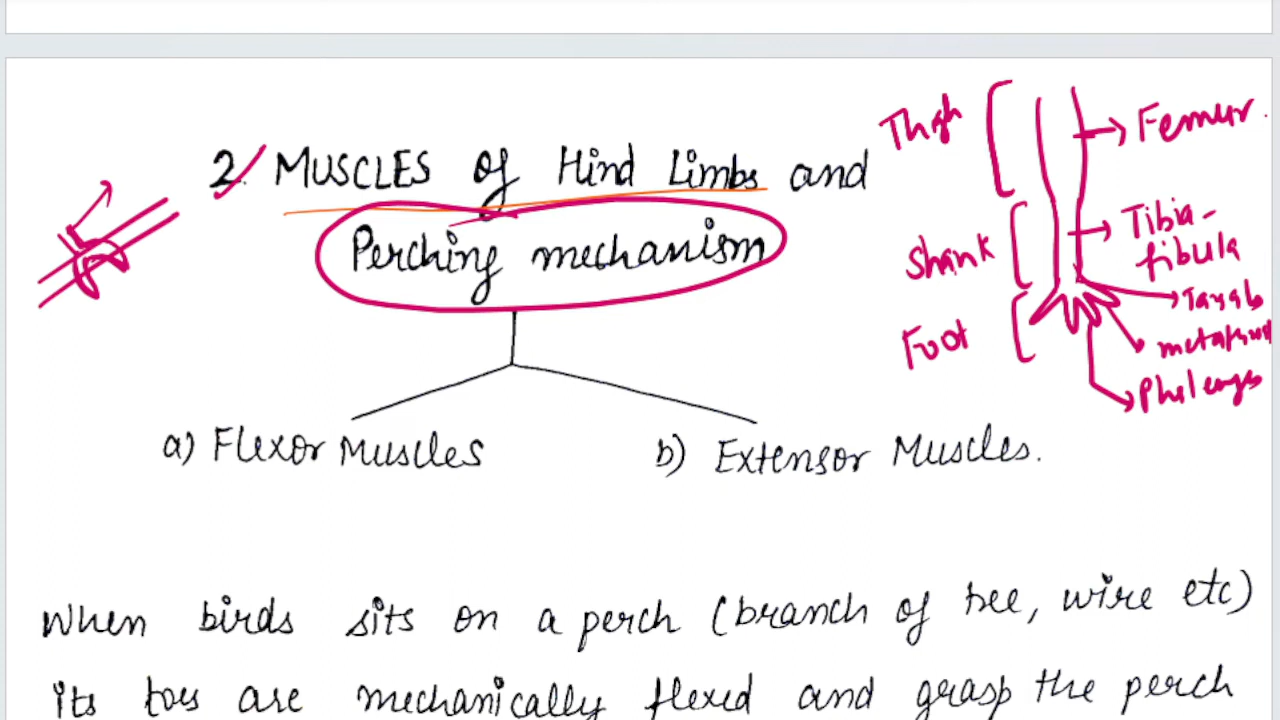 2. MUSCLES of Hind Limbs and
Perching mechanism
a) FLexor MuscLes
b) Extensor Muscles.
When birds sits on a perch (branch of tree, wire etc)
its toes are mechanically flexed and grasp the perch
Thigh
Femur.
Shank
Tibia-
fibula
Foot